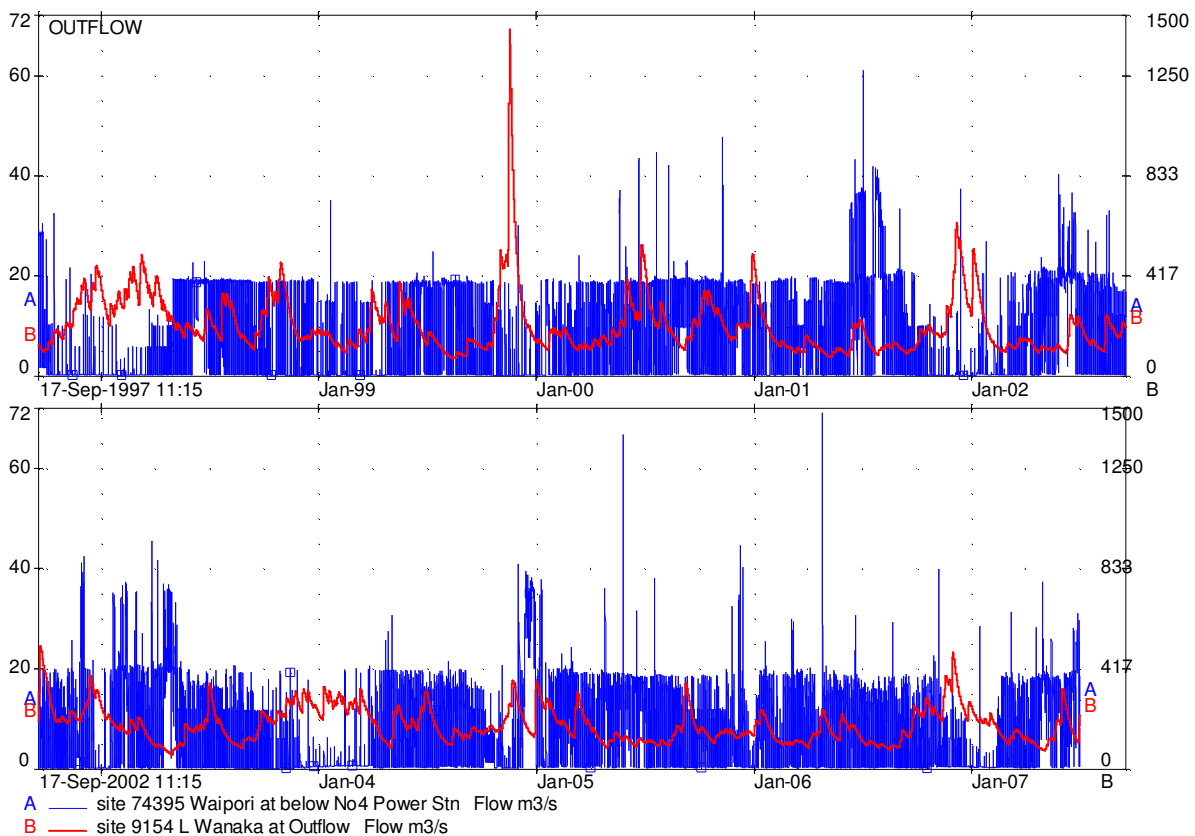 72 OUTFLOW 1500
60 1250
40 833
20 417
A A
B B
0 0
17-Sep-1997 11:15 Jan-99 Jan-00 Jan-01 Jan-02 B
72 1500
60 1250
40 833
20 417
A A
B B
0 0
17-Sep-2002 11:15 Jan-04 Jan-05 Jan-06 Jan-07 B
A site 74395 Waipori at below No4 Power Stn Flow m3/s
B site 9154 L Wanaka at Outflow Flow m3/s